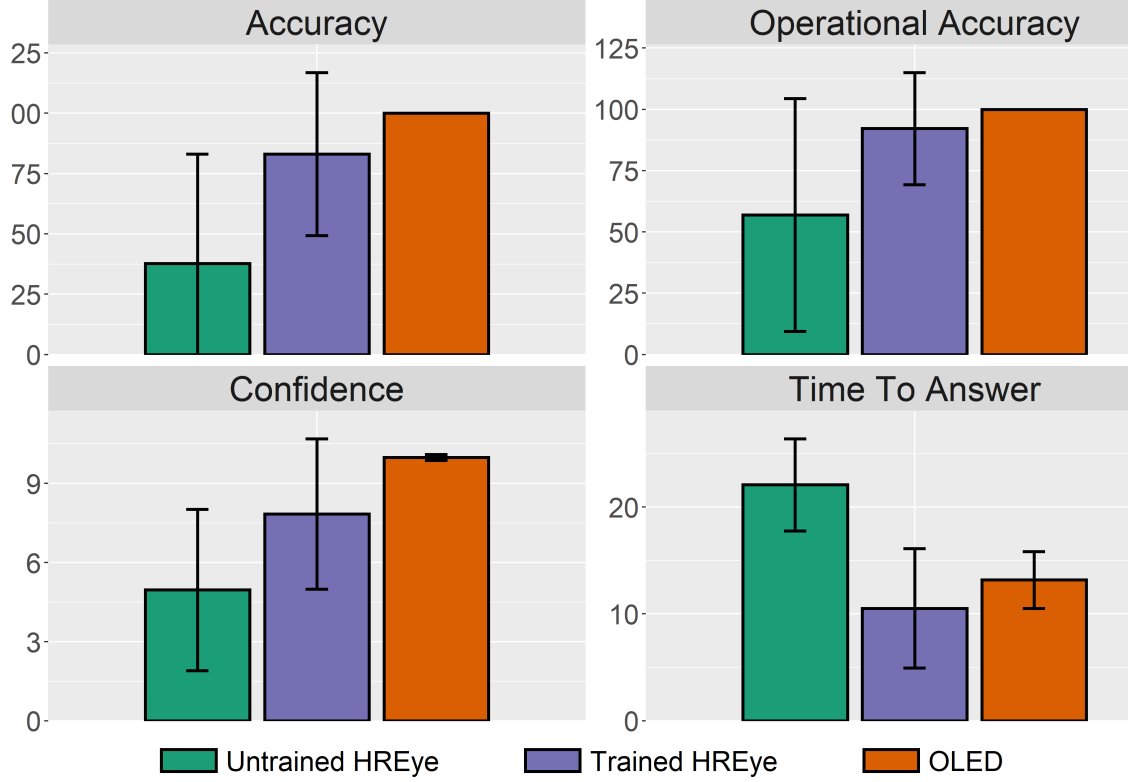 Accuracy
25
00
75
50
25
0
Operational Accuracy
125
100
75
50
25
0
Confidence
9
6
3
0
Time To Answer
20
10
0
Untrained HREye
Trained HREye
OLED